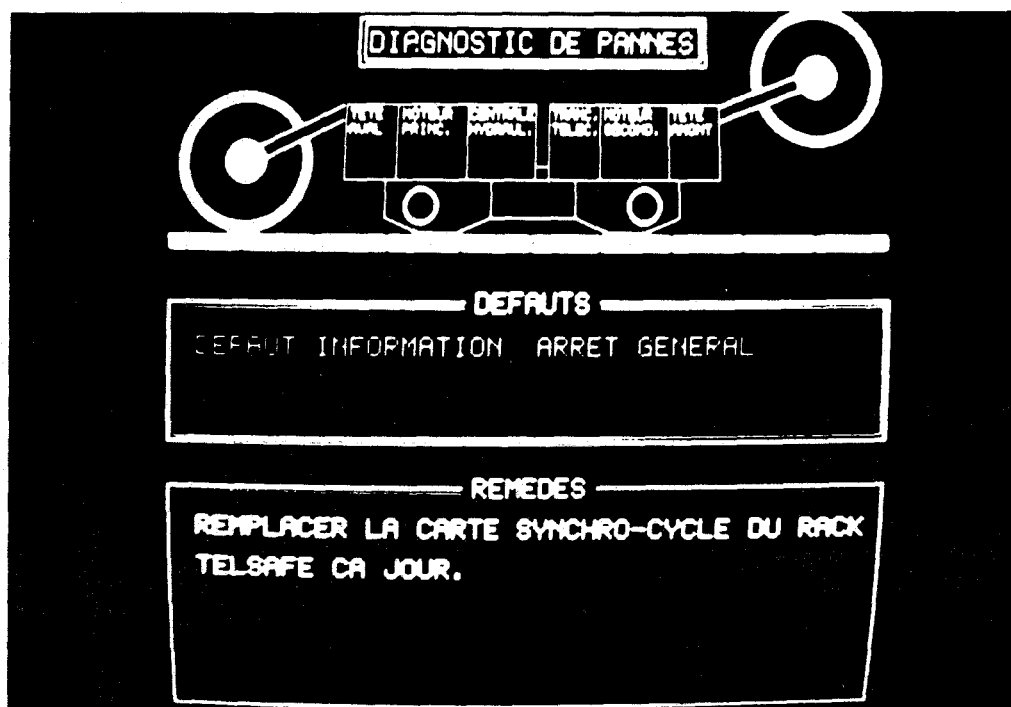 DIAGNOSTIC DE PANNES
TETE MOTEUR CONTROLE TRANS. MOTEUR TETE
AVAL PRINC. HYDRAUL. TELEC. SECOND. AMONT
DEFAUTS
DEFAUT INFORMATION ARRET GENERAL
REMEDES
REMPLACER LA CARTE SYNCHRO-CYCLE DU RACK
TELSAFE CA JOUR.